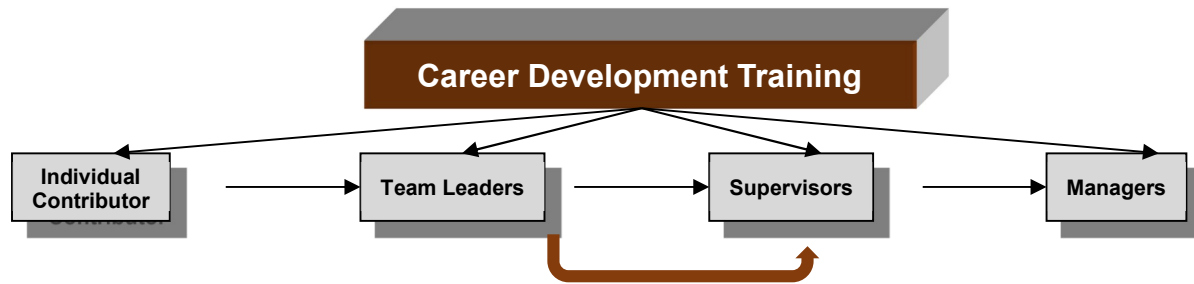 Career Development Training
Individual
Contributor
Team Leaders
Supervisors
Managers